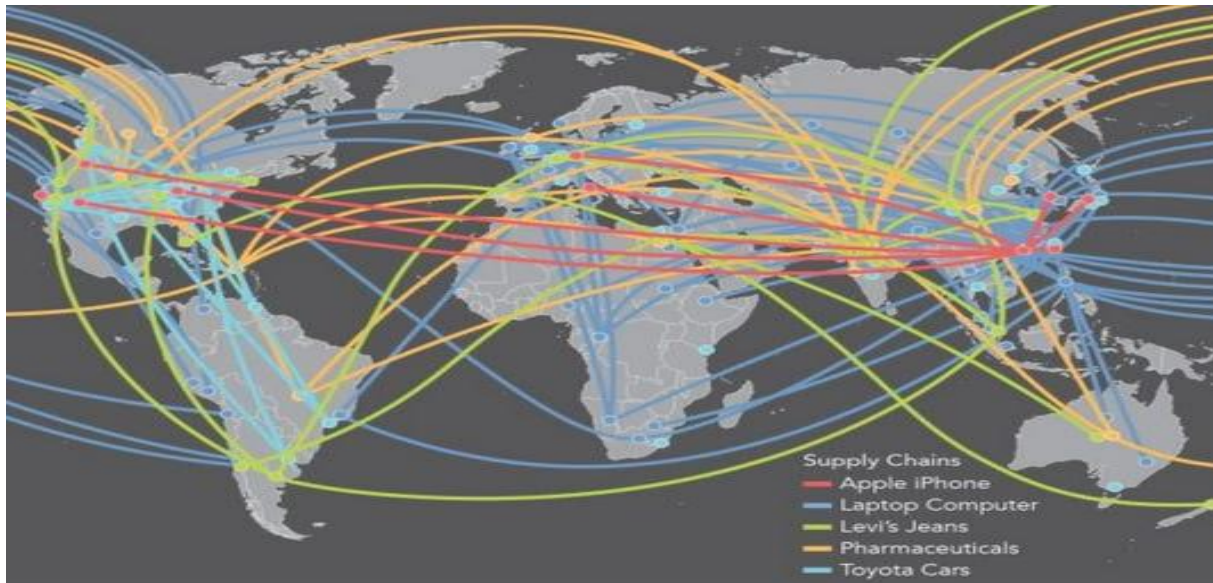 Supply Chains
Apple iPhone
Laptop Computer
Levi's Jeans
Pharmaceuticals
Toyota Cars